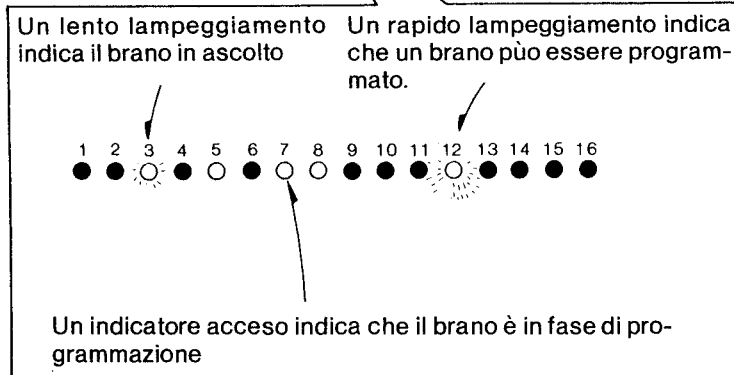 Un lento lampeggiamento
indica il brano in ascolto
Un rapido lampeggiamento indica
che un brano pùo essere program-
mato.
1 2 3 4 5 6 7 8 9 10 11 12 13 14 15 16
Un indicatore acceso indica che il brano è in fase di pro-
grammazione